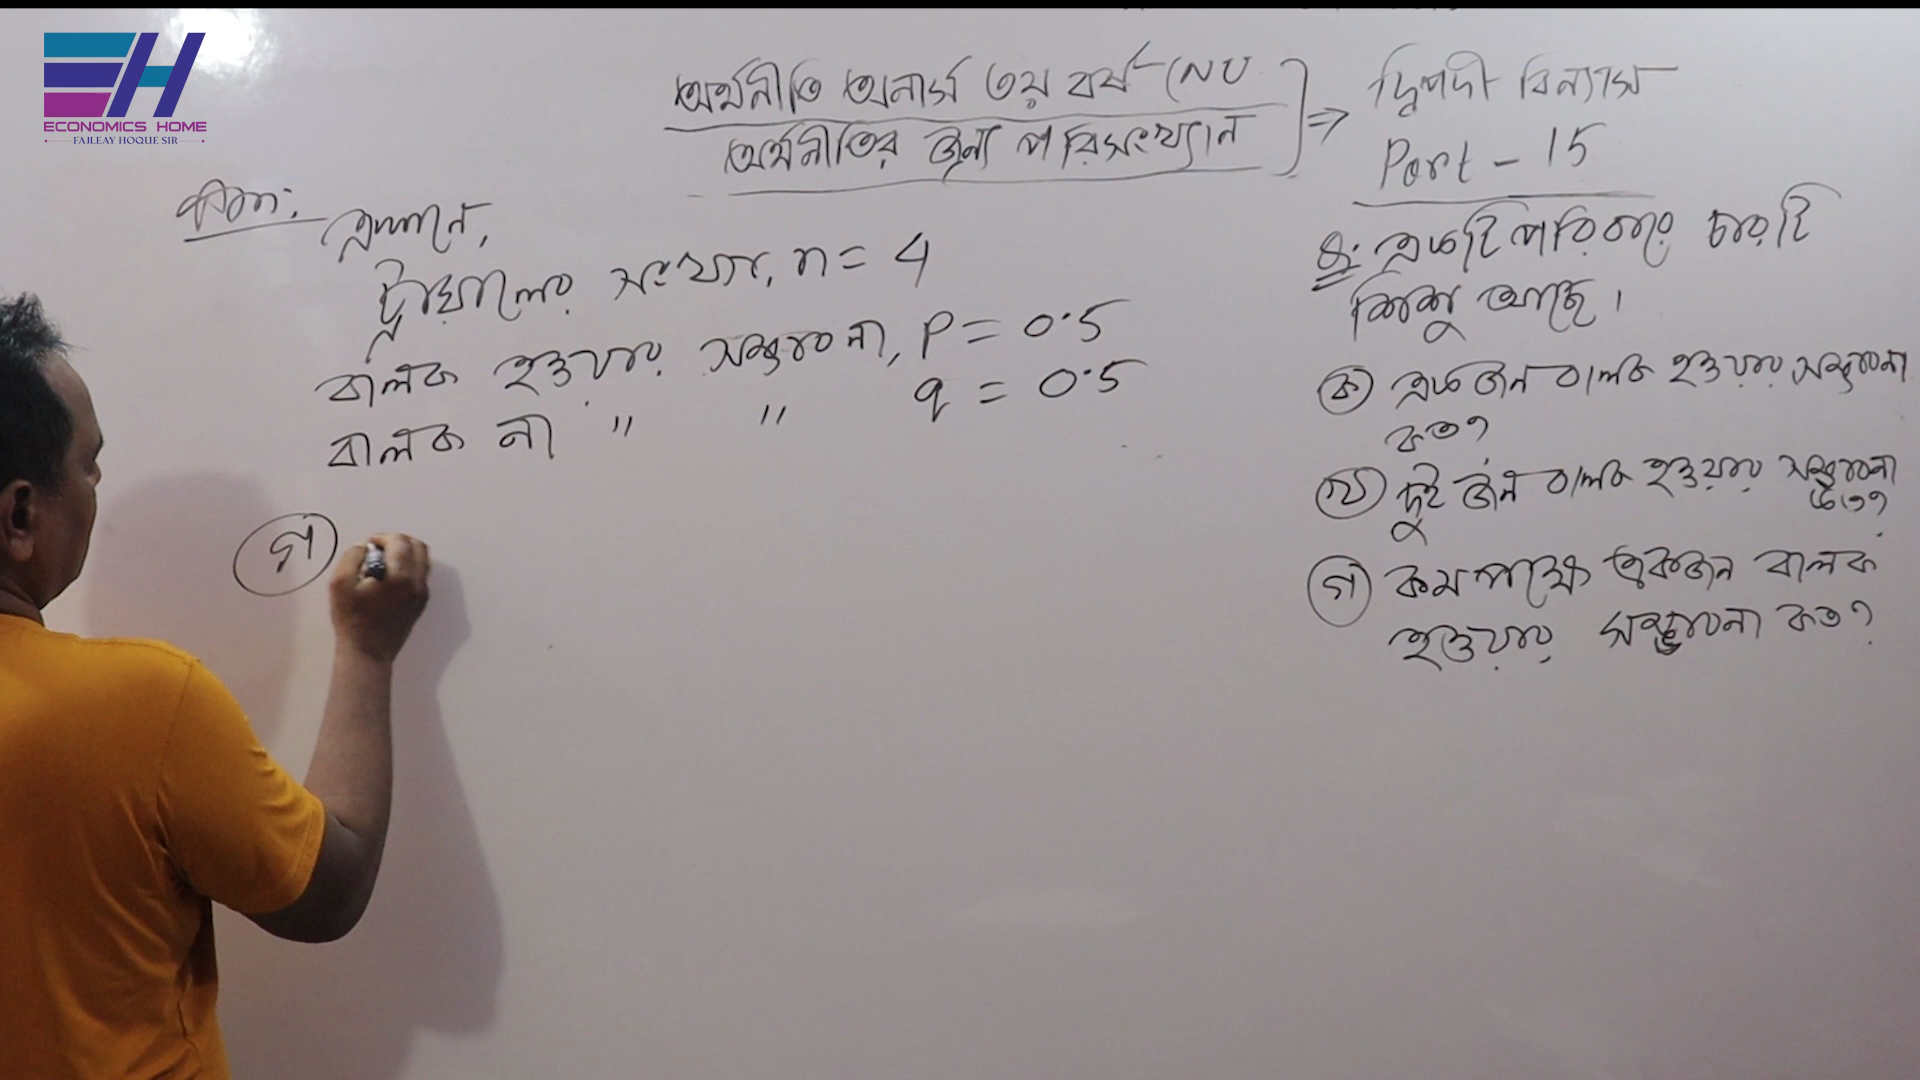 EH
ECONOMICS HOME
FAJLEAY HOQUE SIR
অর্থনীতি অনার্স ৩য় বর্ষ (NU)
অর্থনীতির জন্য পরিসংখ্যান
⇒ দ্বিপদী বিন্যাস
Part - 15
প্রঃ একটি পরিবারে চারটি
শিশু আছে।
(ক) একজন বালক হওয়ার সম্ভাবনা
কত?
(খ) দুই জন বালক হওয়ার সম্ভাবনা
কত?
(গ) কমপক্ষে একজন বালক
হওয়ার সম্ভাবনা কত?
এখানে,
ট্রায়ালের সংখ্যা, n = 4
বালক হওয়ার সম্ভাবনা, p = 0.5
বালক না " " q = 0.5
(গ)